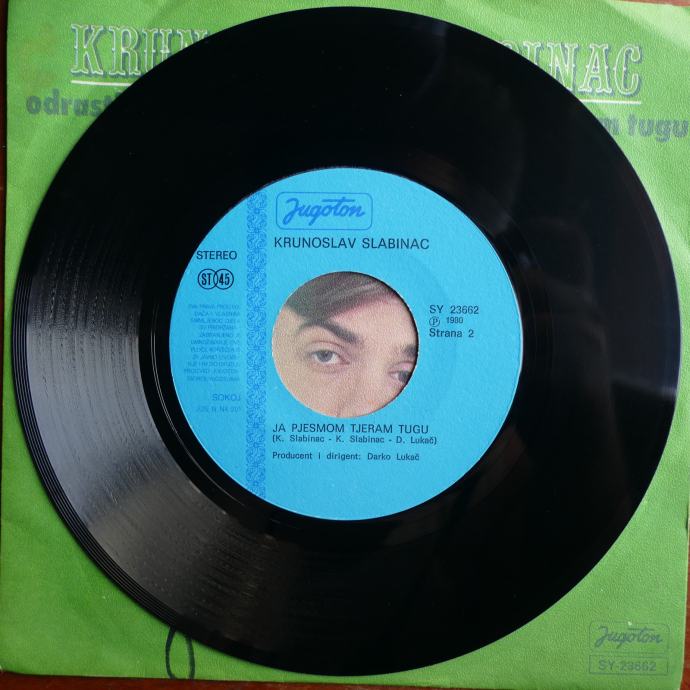 KRUN INAC
odrasti m tugu
Jugoton
KRUNOSLAV SLABINAC
STEREO
ST 45
SY 23662
Ⓟ 1980
Strana 2
SOKOJ
JA PJESMOM TJERAM TUGU
(K. Slabinac - K. Slabinac - D. Lukač)
Producent i dirigent: Darko Lukač
Jugoton
SY-23662